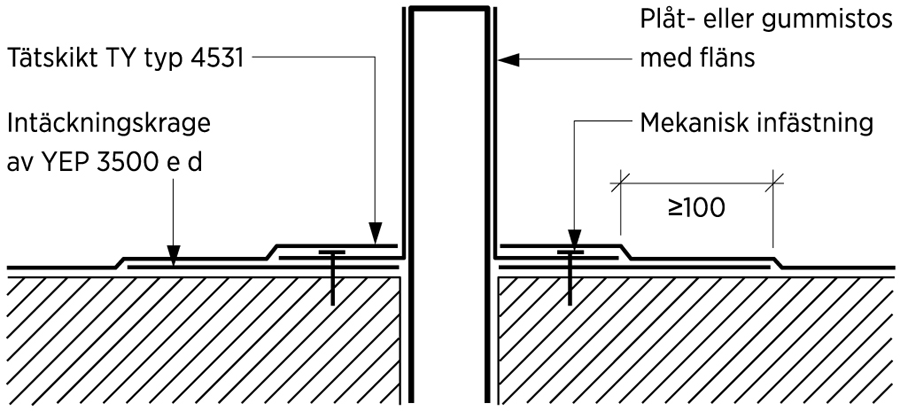 Plåt- eller gummistos
med fläns
Tätskikt TY typ 4531
Intäckningskrage
av YEP 3500 e d
Mekanisk infästning
≥100